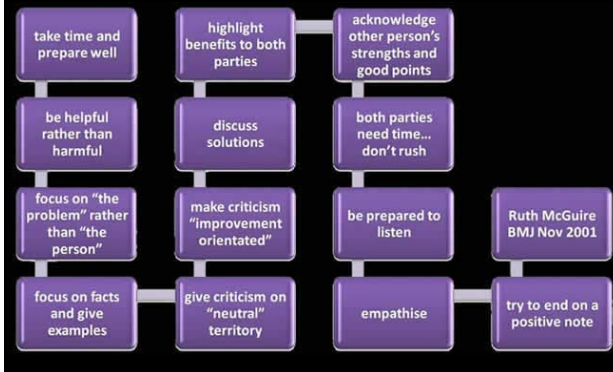 take time and
prepare well
be helpful
rather than
harmful
focus on “the
problem” rather
than “the
person”
focus on facts
and give
examples
give criticism on
“neutral”
territory
make criticism
“improvement
orientated”
discuss
solutions
highlight
benefits to both
parties
acknowledge
other person’s
strengths and
good points
both parties
need time…
don’t rush
be prepared to
listen
empathise
try to end on a
positive note
Ruth McGuire
BMJ Nov 2001